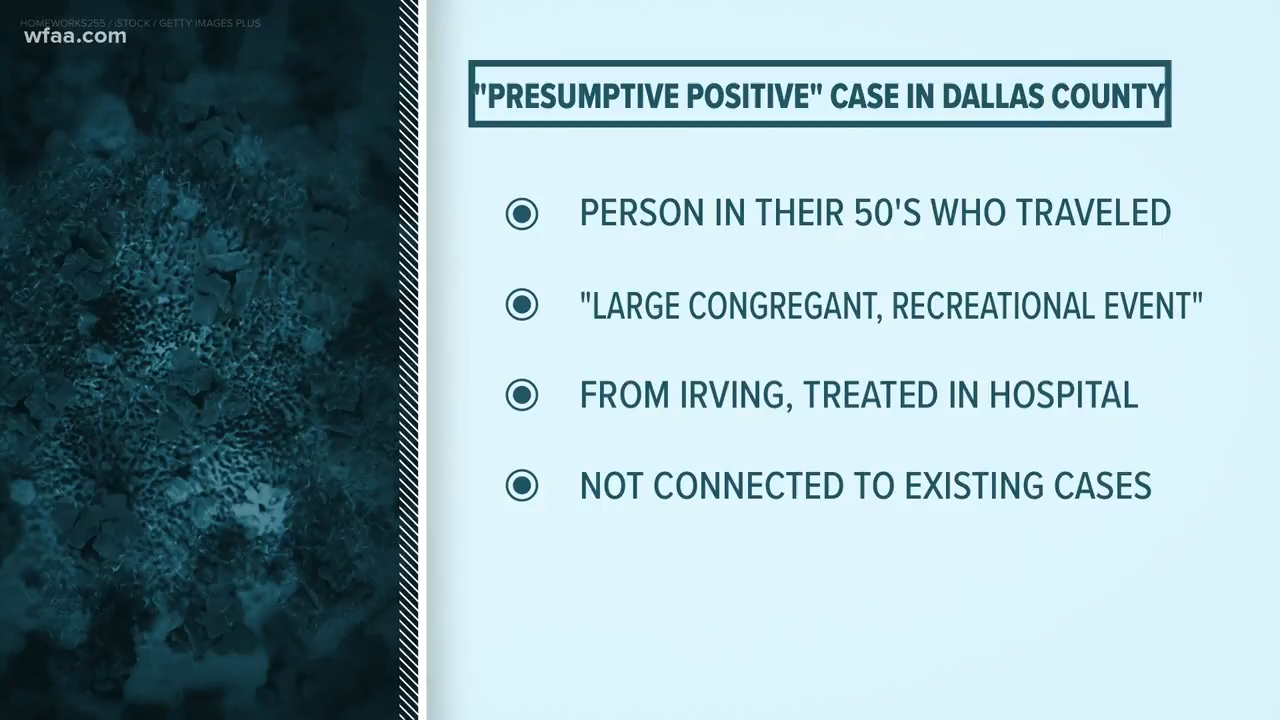 HOMEWORKS255 / iSTOCK / GETTY IMAGES PLUS
wfaa.com
"PRESUMPTIVE POSITIVE" CASE IN DALLAS COUNTY
PERSON IN THEIR 50'S WHO TRAVELED
"LARGE CONGREGANT, RECREATIONAL EVENT"
FROM IRVING, TREATED IN HOSPITAL
NOT CONNECTED TO EXISTING CASES